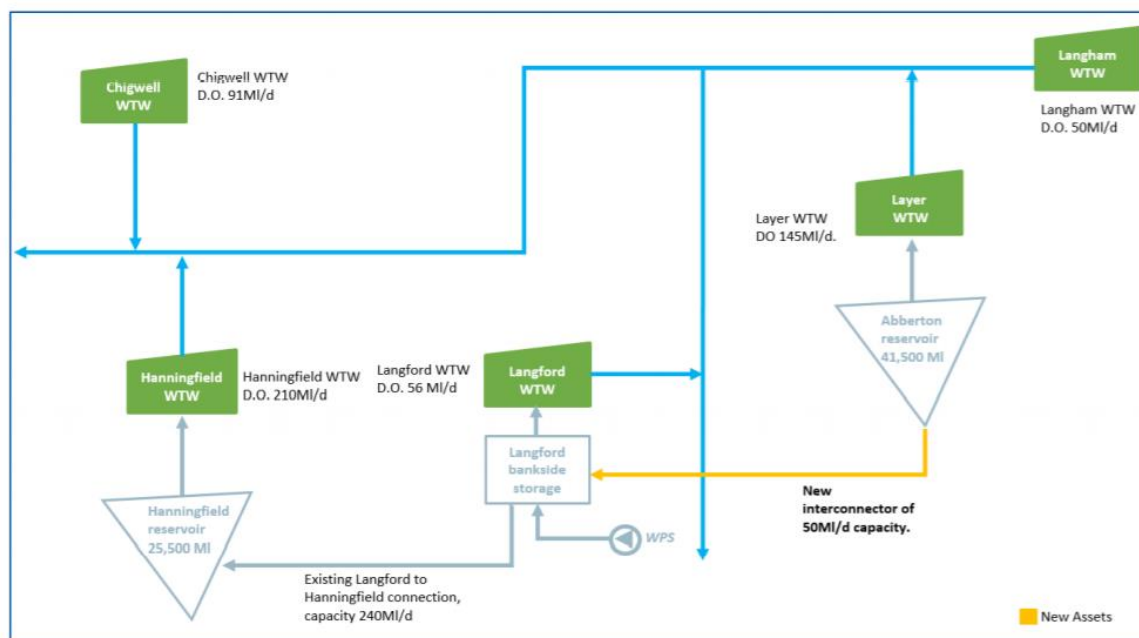 Chigwell
WTW
Chigwell WTW
D.O. 91Ml/d
Langham
WTW
Langham WTW
D.O. 50Ml/d
Layer
WTW
Layer WTW
DO 145Ml/d.
Abberton
reservoir
41,500 Ml
Hanningfield
WTW
Hanningfield WTW
D.O. 210Ml/d
Langford WTW
D.O. 56 Ml/d
Langford
WTW
Langford
bankside
storage
New
interconnector of
50Ml/d capacity.
Hanningfield
reservoir
25,500 Ml
WPS
Existing Langford to
Hanningfield connection,
capacity 240Ml/d
New Assets